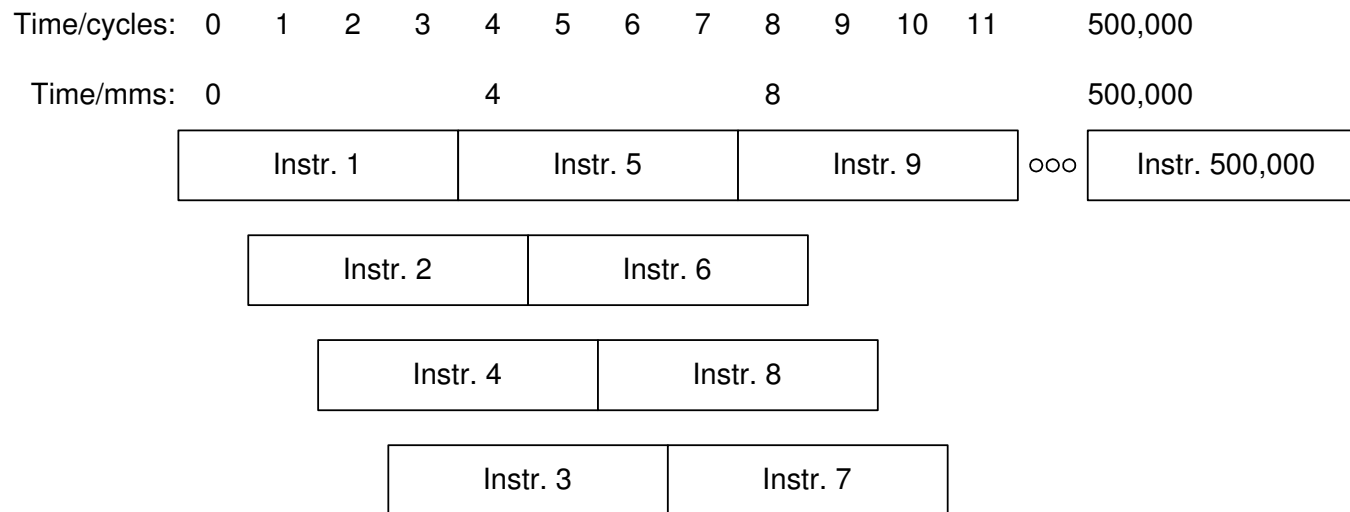 Time/cycles: 0 1 2 3 4 5 6 7 8 9 10 11 500,000
Time/mms: 0 4 8 500,000
Instr. 1 Instr. 5 Instr. 9 ooo Instr. 500,000
Instr. 2 Instr. 6
Instr. 4 Instr. 8
Instr. 3 Instr. 7